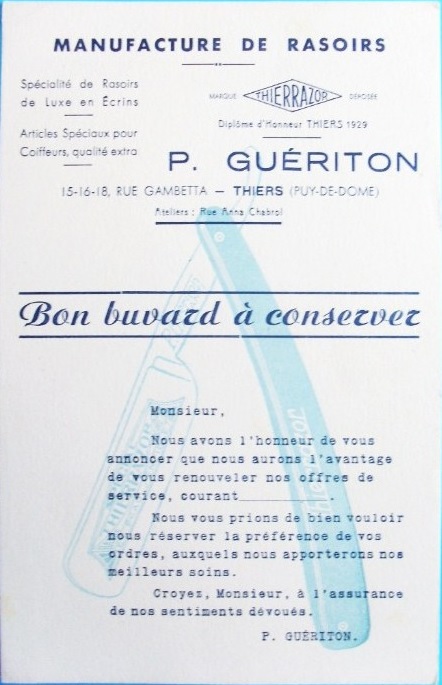 MANUFACTURE DE RASOIRS
Spécialité de Rasoirs
de Luxe en Écrins
Articles Spéciaux pour
Coiffeurs, qualité extra
MARQUE THIERRAZOR DÉPOSÉE
Diplôme d'Honneur THIERS 1929
P. GUÉRITON
15-16-18, RUE GAMBETTA — THIERS (PUY-DE-DOME)
Ateliers : Rue Anna Chabrol
Bon buvard à conserver
Monsieur,
Nous avons l'honneur de vous
annoncer que nous aurons l'avantage
de vous renouveler nos offres de
service, courant____________.
Nous vous prions de bien vouloir
nous réserver la préférence de vos
ordres, auxquels nous apporterons nos
meilleurs soins.
Croyez, Monsieur, à l'assurance
de nos sentiments dévoués.
P. GUÉRITON.
THIERRAZOR